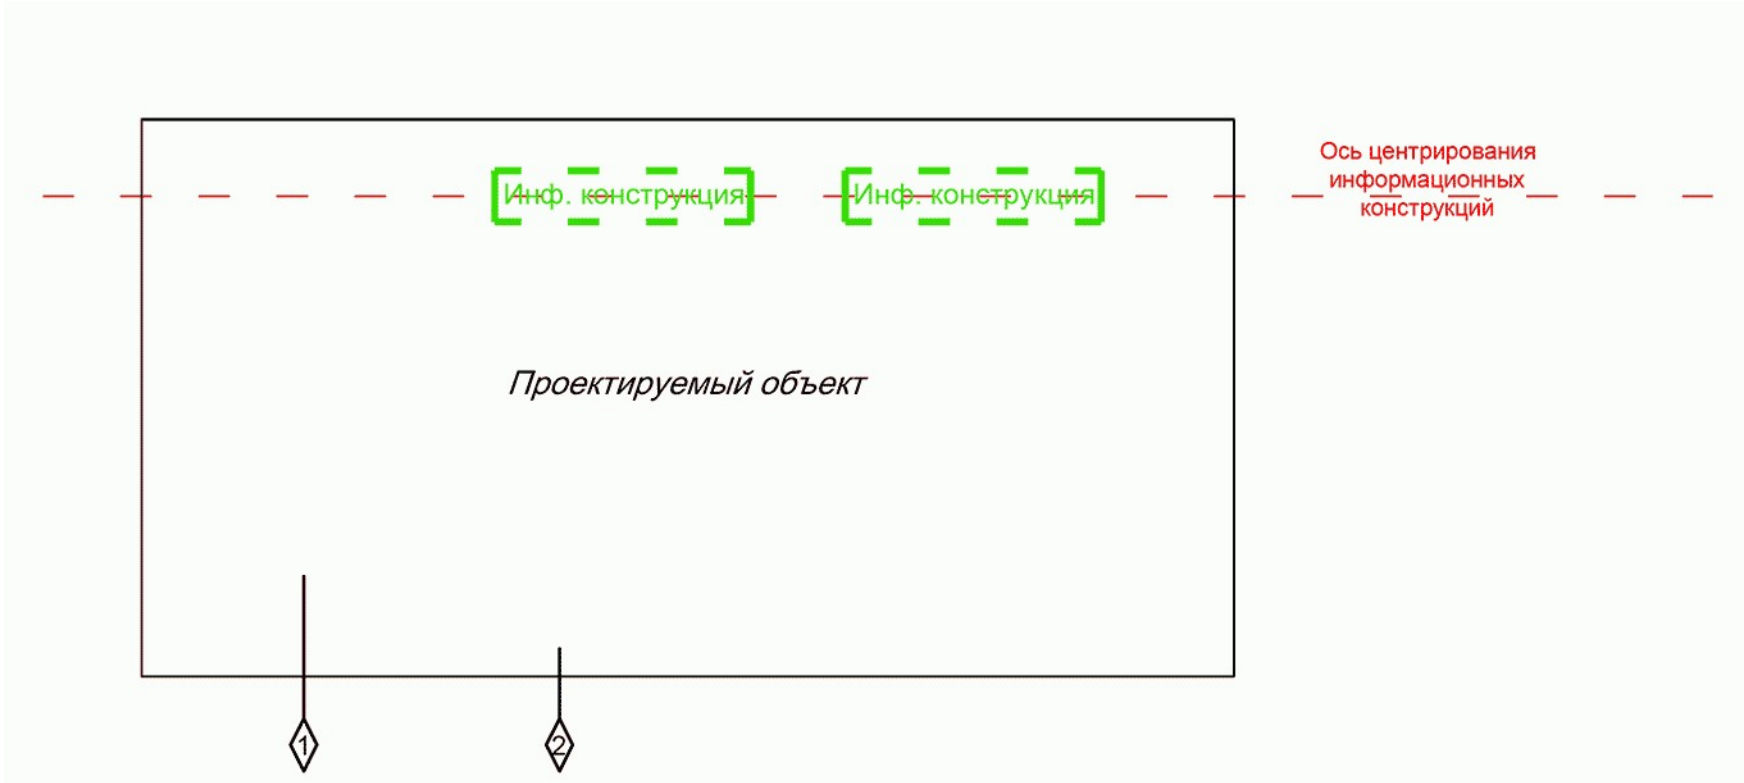 Ось центрирования
информационных
конструкций
Инф. конструкция
Инф. конструкция
Проектируемый объект
1
2